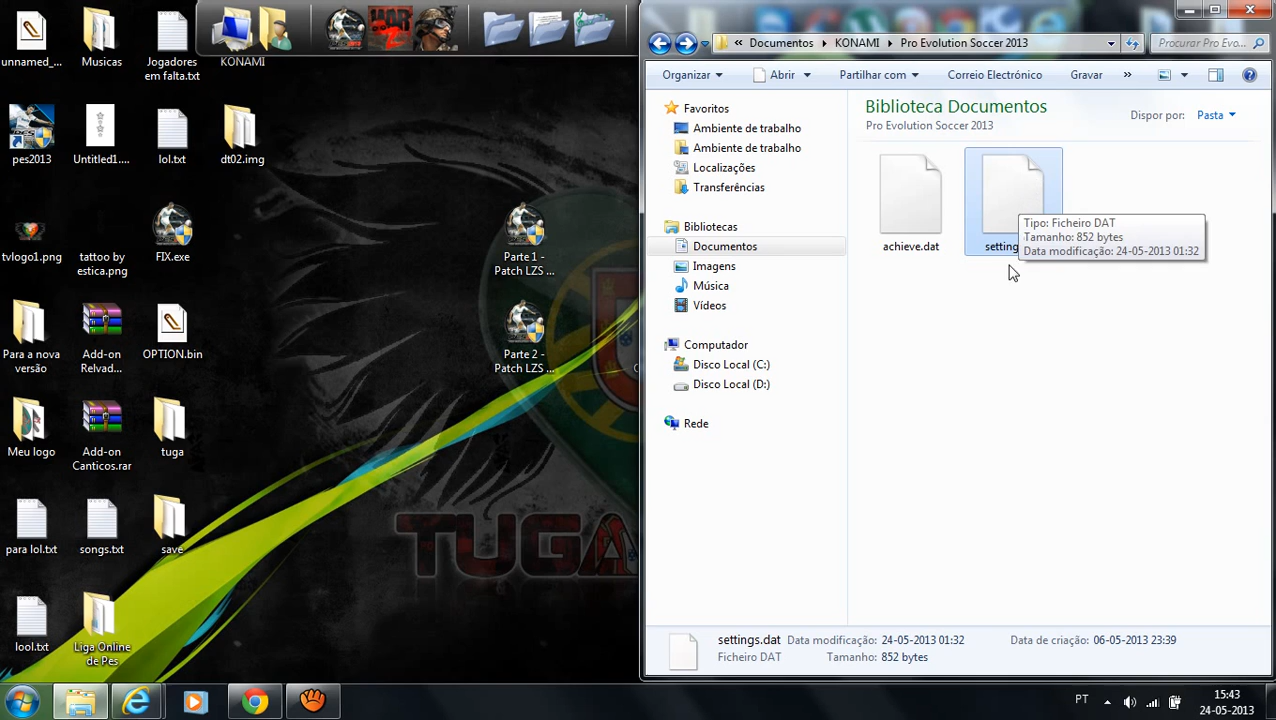 unnamed_...
Musicas
Jogadores
em falta.txt
KONAMI
pes2013
Untitled1....
lol.txt
dt02.img
tvlogo1.png
tattoo by
estica.png
FIX.exe
Para a nova
versão
Add-on
Relvad...
OPTION.bin
Meu logo
Add-on
Canticos.rar
tuga
para lol.txt
songs.txt
save
lool.txt
Liga Online
de Pes
Parte 1 -
Patch LZS ...
Parte 2 -
Patch LZS ...
TUGA
« Documentos
KONAMI
Pro Evolution Soccer 2013
Procurar Pro Evo...
Organizar
Abrir
Partilhar com
Correio Electrónico
Gravar
»
Favoritos
Ambiente de trabalho
Ambiente de trabalho
Localizações
Transferências
Bibliotecas
Documentos
Imagens
Música
Vídeos
Computador
Disco Local (C:)
Disco Local (D:)
Rede
Biblioteca Documentos
Pro Evolution Soccer 2013
Dispor por:
Pasta
achieve.dat
setting
Tipo: Ficheiro DAT
Tamanho: 852 bytes
Data modificação: 24-05-2013 01:32
settings.dat
Data modificação: 24-05-2013 01:32
Data de criação: 06-05-2013 23:39
Ficheiro DAT
Tamanho: 852 bytes
PT
15:43
24-05-2013